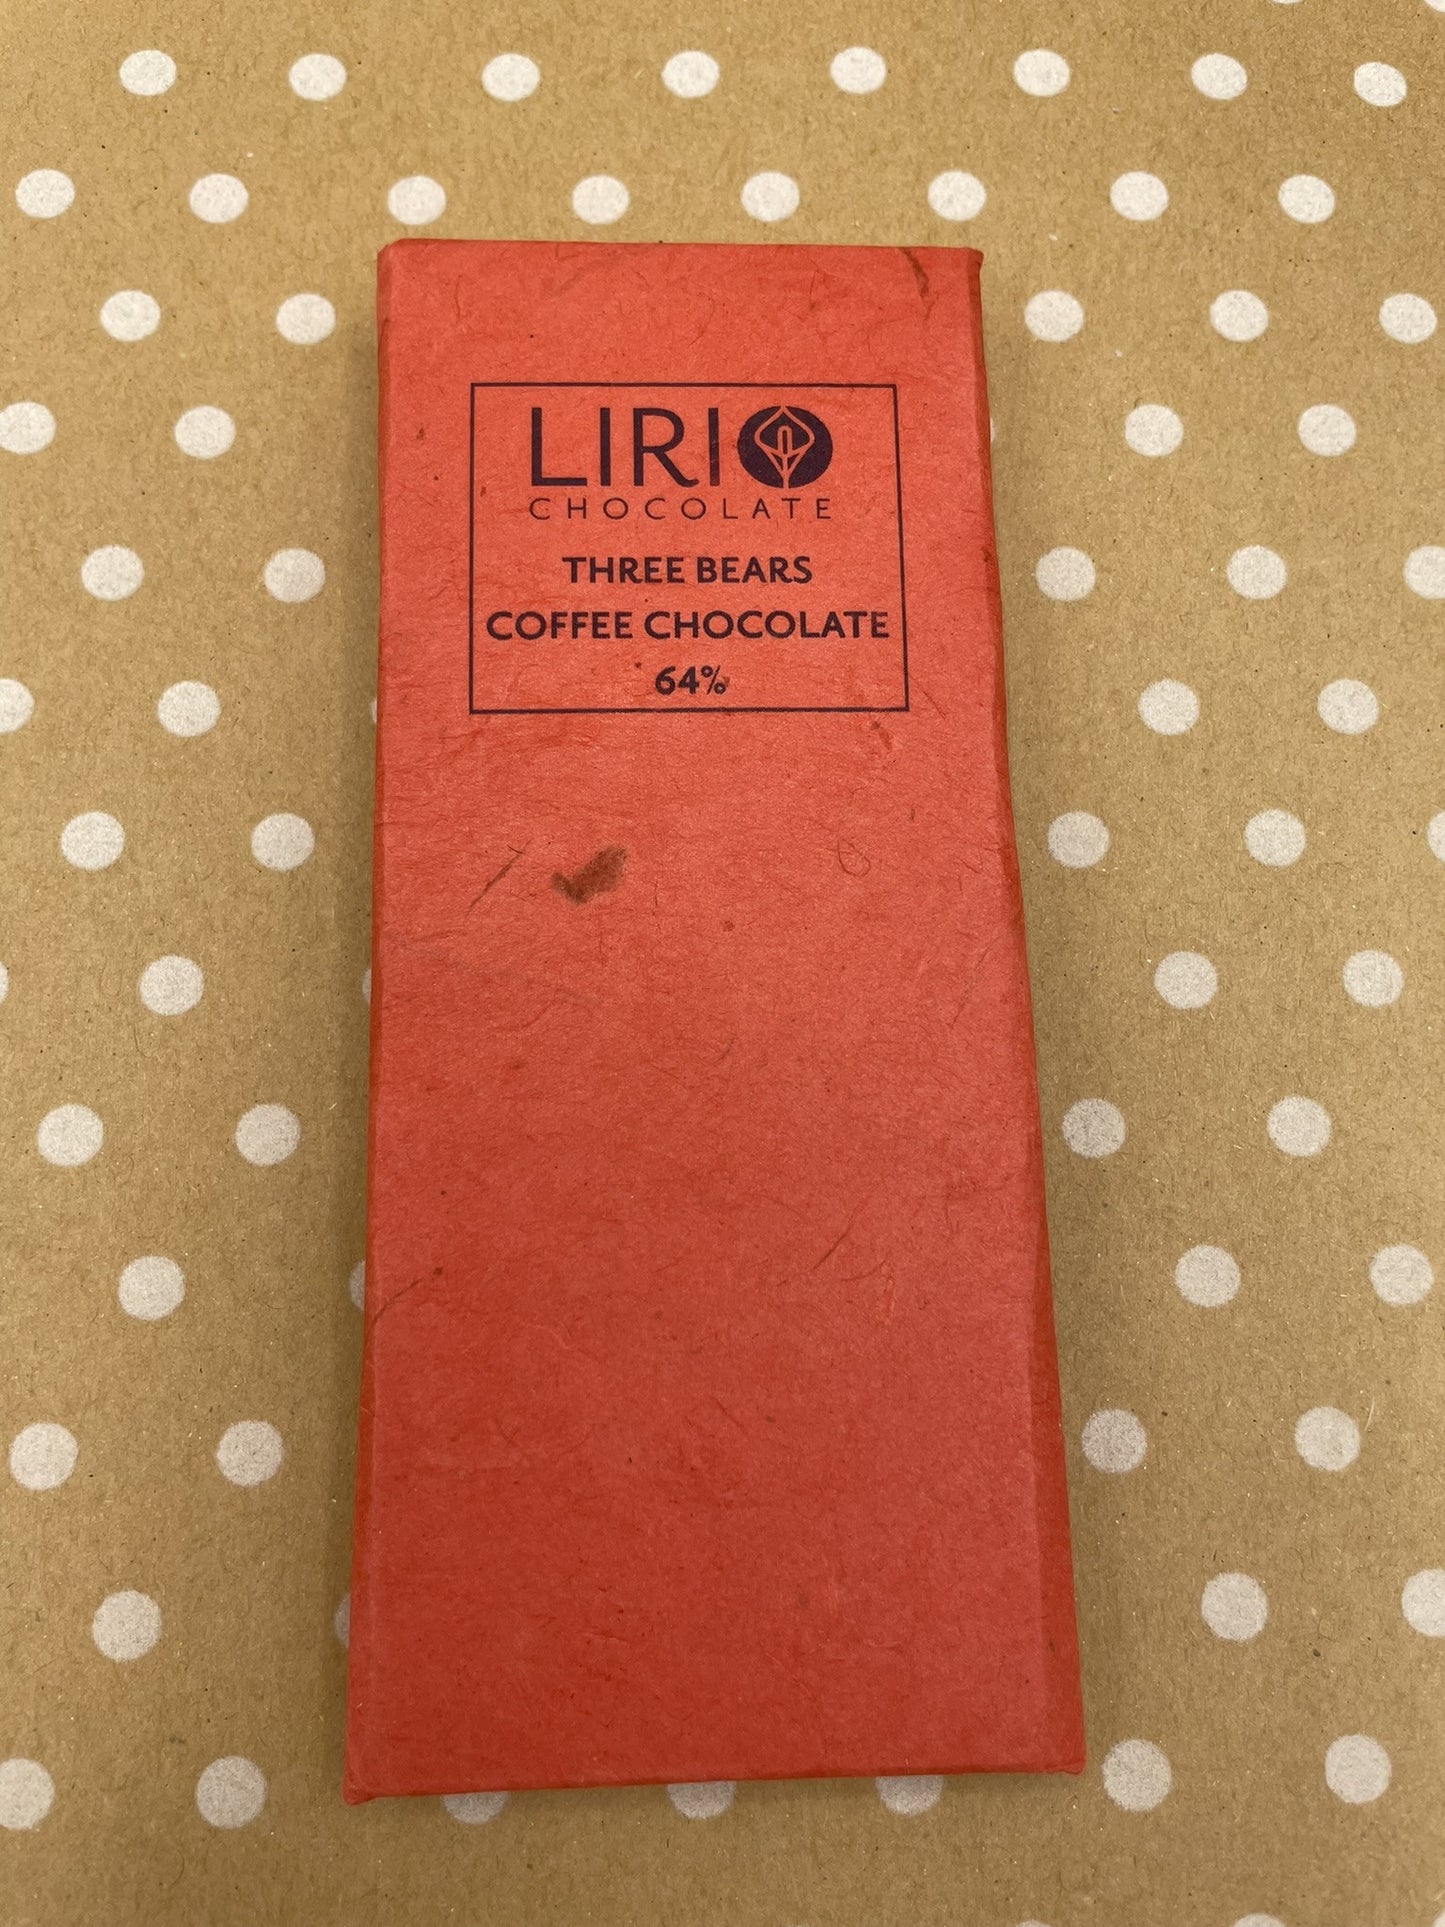 LIRIO
CHOCOLATE
THREE BEARS
COFFEE CHOCOLATE
64%